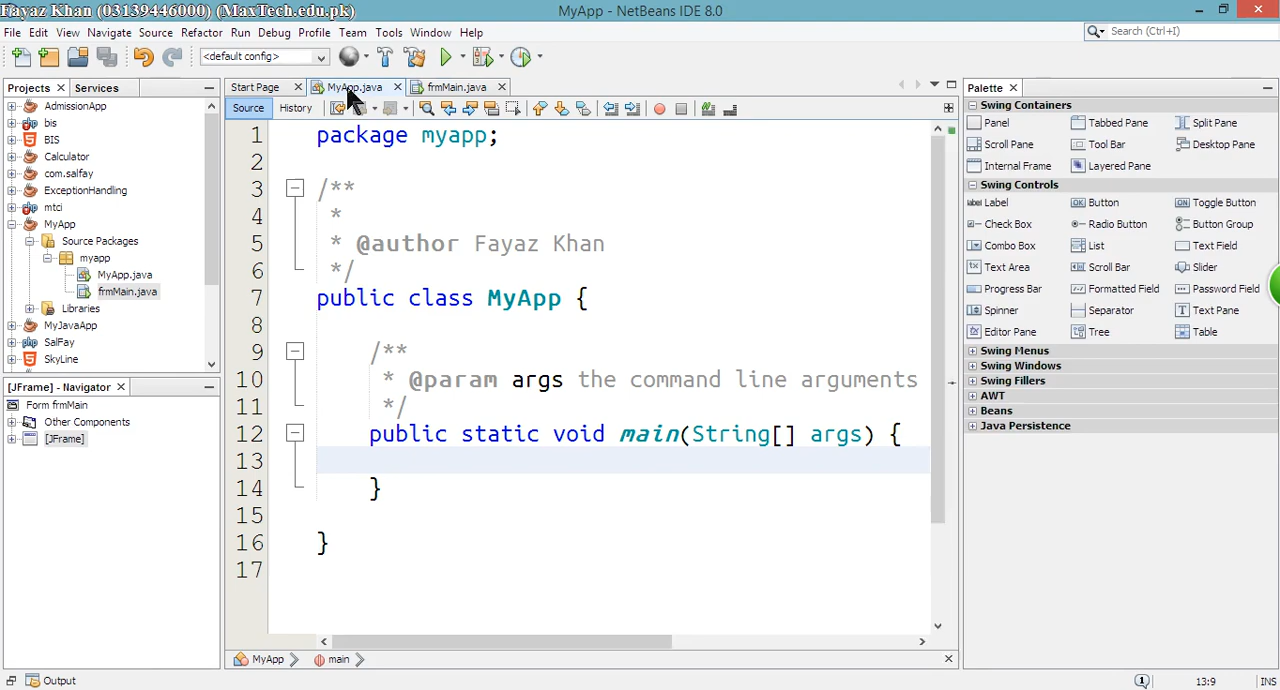 Fayaz Khan (03139446000) (MaxTech.edu.pk)
MyApp - NetBeans IDE 8.0
File Edit View Navigate Source Refactor Run Debug Profile Team Tools Window Help
Search (Ctrl+I)
<default config>
Projects Services
Start Page MyApp.java frmMain.java
Palette
Source History
AdmissionApp
bis
BIS
Calculator
com.salfay
ExceptionHandling
mtci
MyApp
Source Packages
myapp
MyApp.java
frmMain.java
Libraries
MyJavaApp
SalFay
SkyLine
[JFrame] - Navigator
Form frmMain
Other Components
[JFrame]
1 package myapp;
2
3 /**
4 *
5 * @author Fayaz Khan
6 */
7 public class MyApp {
8
9 /**
10 * @param args the command line arguments
11 */
12 public static void main(String[] args) {
13
14 }
15
16 }
17
Swing Containers
Panel Tabbed Pane Split Pane
Scroll Pane Tool Bar Desktop Pane
Internal Frame Layered Pane
Swing Controls
label Label OK Button ON Toggle Button
Check Box Radio Button Button Group
Combo Box List Text Field
Text Area Scroll Bar Slider
Progress Bar Formatted Field Password Field
Spinner Separator Text Pane
Editor Pane Tree Table
Swing Menus
Swing Windows
Swing Fillers
AWT
Beans
Java Persistence
MyApp main
Output
1 13:9 INS